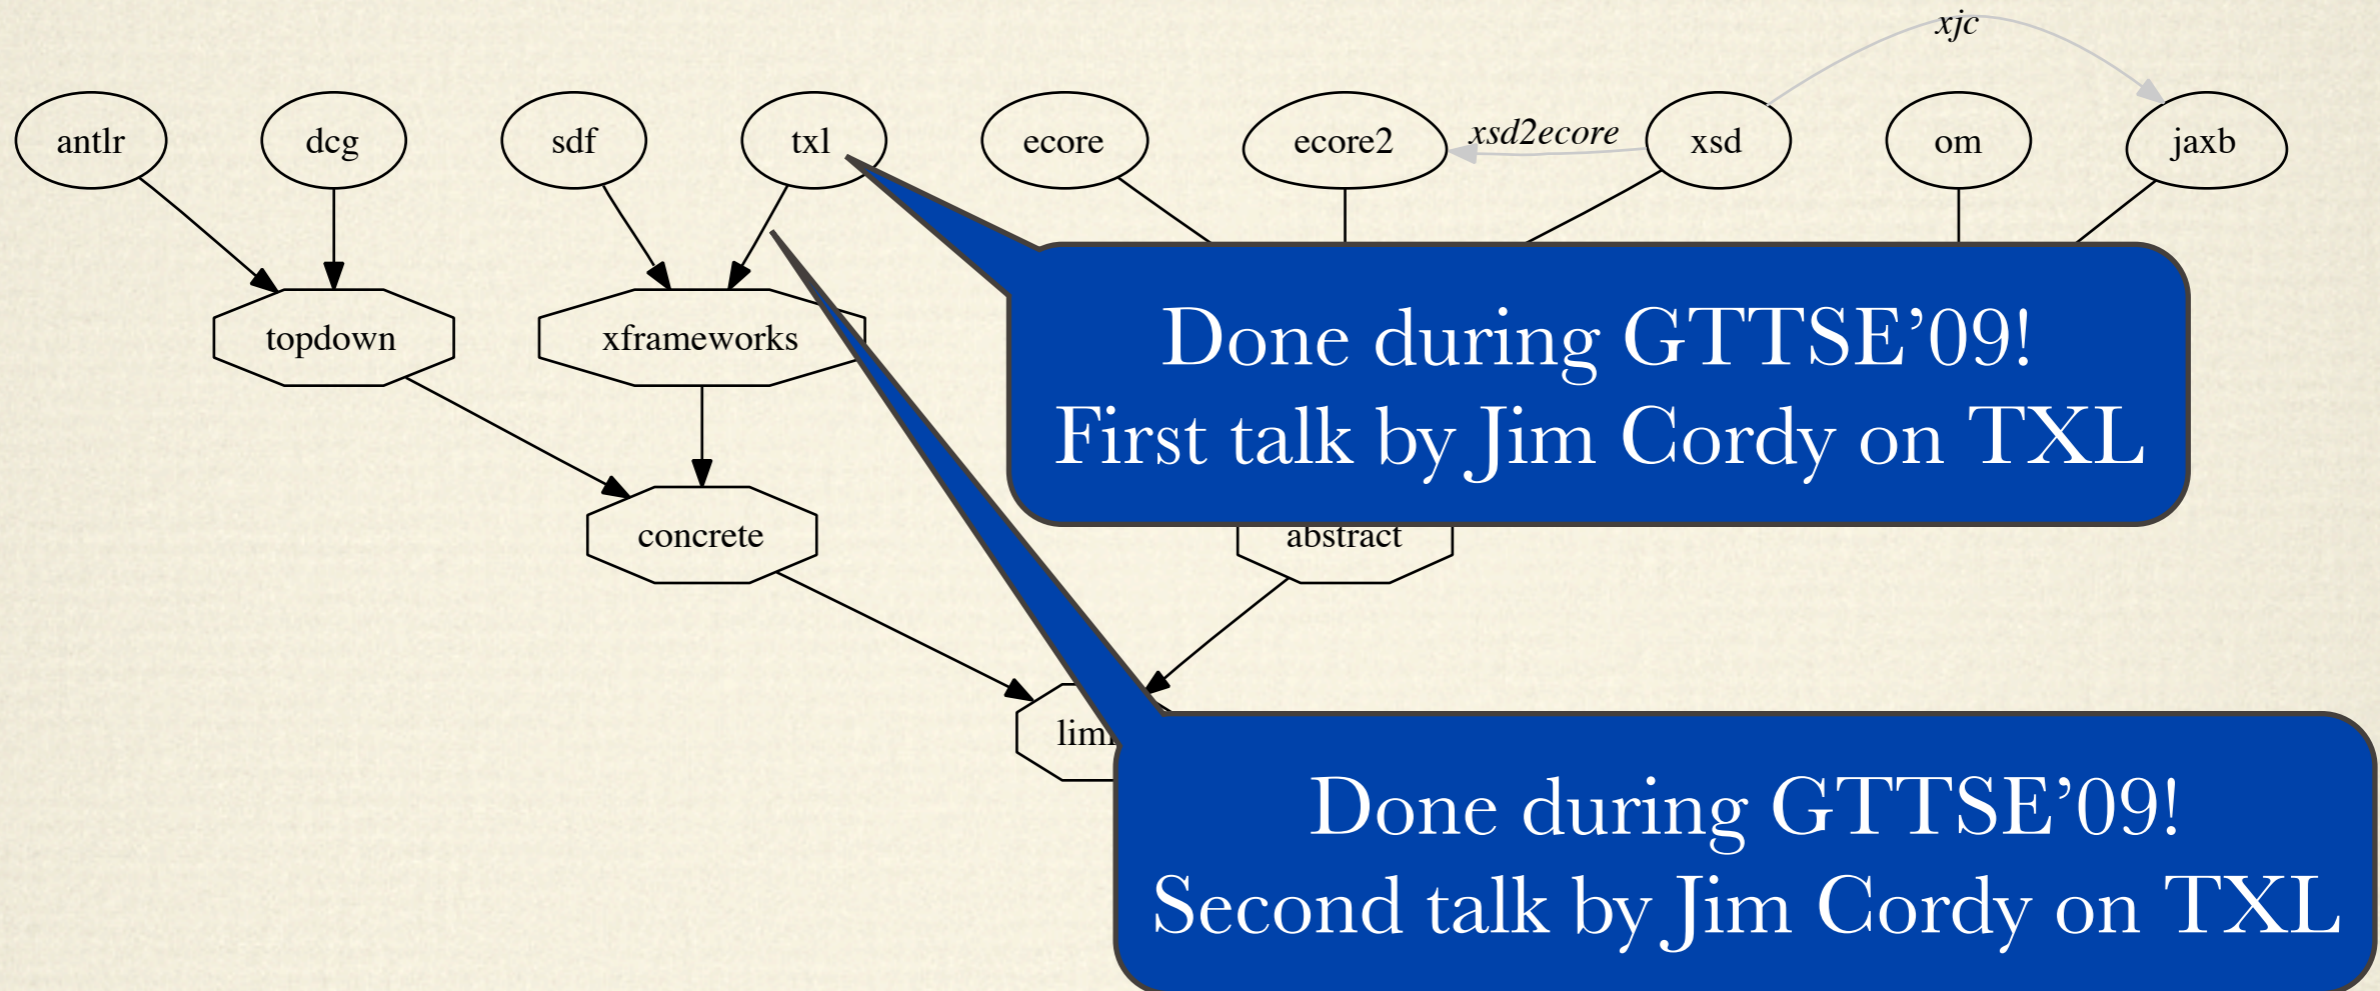 xjc
antlr
dcg
sdf
txl
ecore
ecore2
xsd2ecore
xsd
om
jaxb
topdown
xframeworks
Done during GTTSE’09!
First talk by Jim Cordy on TXL
concrete
abstract
Done during GTTSE’09!
Second talk by Jim Cordy on TXL